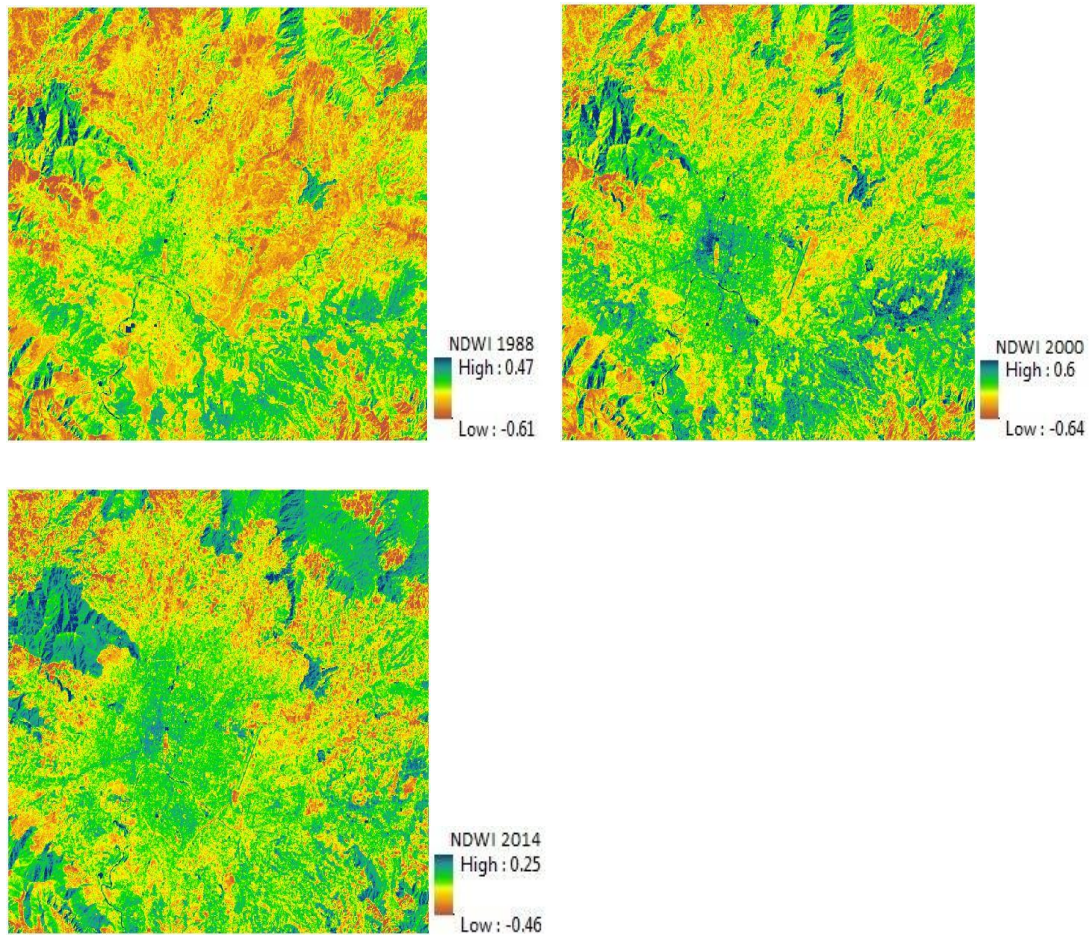 NDWI 1988
High : 0.47
Low : -0.61
NDWI 2000
High : 0.6
Low : -0.64
NDWI 2014
High : 0.25
Low : -0.46